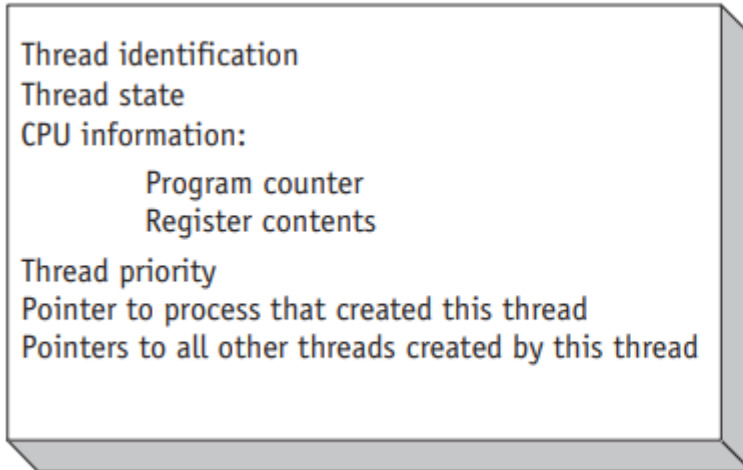 Thread identification
Thread state
CPU information:
Program counter
Register contents
Thread priority
Pointer to process that created this thread
Pointers to all other threads created by this thread